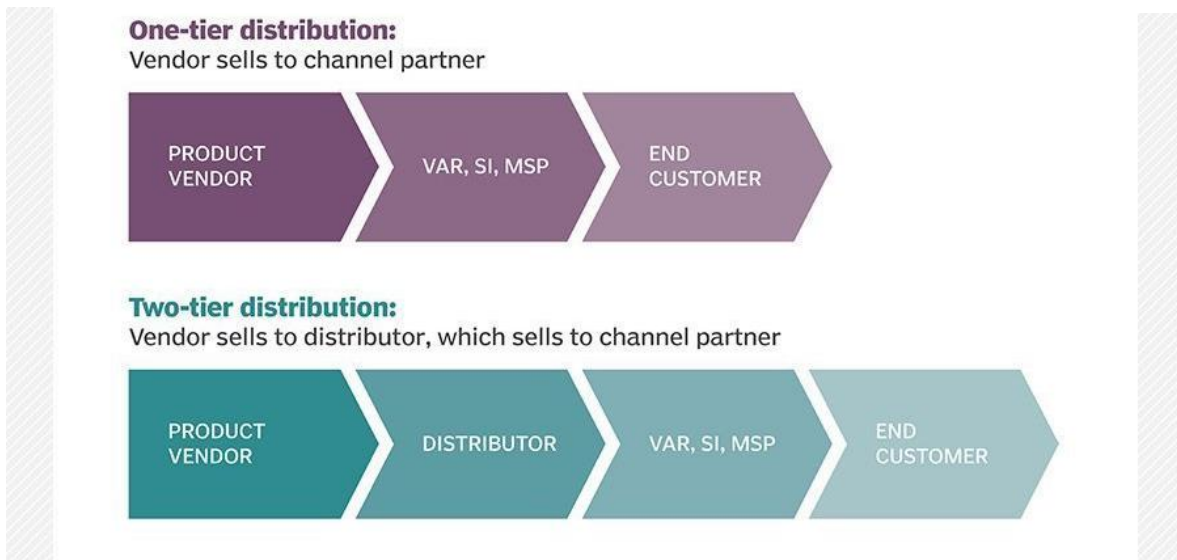 One-tier distribution:
Vendor sells to channel partner
PRODUCT
VENDOR
VAR, SI, MSP
END
CUSTOMER
Two-tier distribution:
Vendor sells to distributor, which sells to channel partner
PRODUCT
VENDOR
DISTRIBUTOR
VAR, SI, MSP
END
CUSTOMER